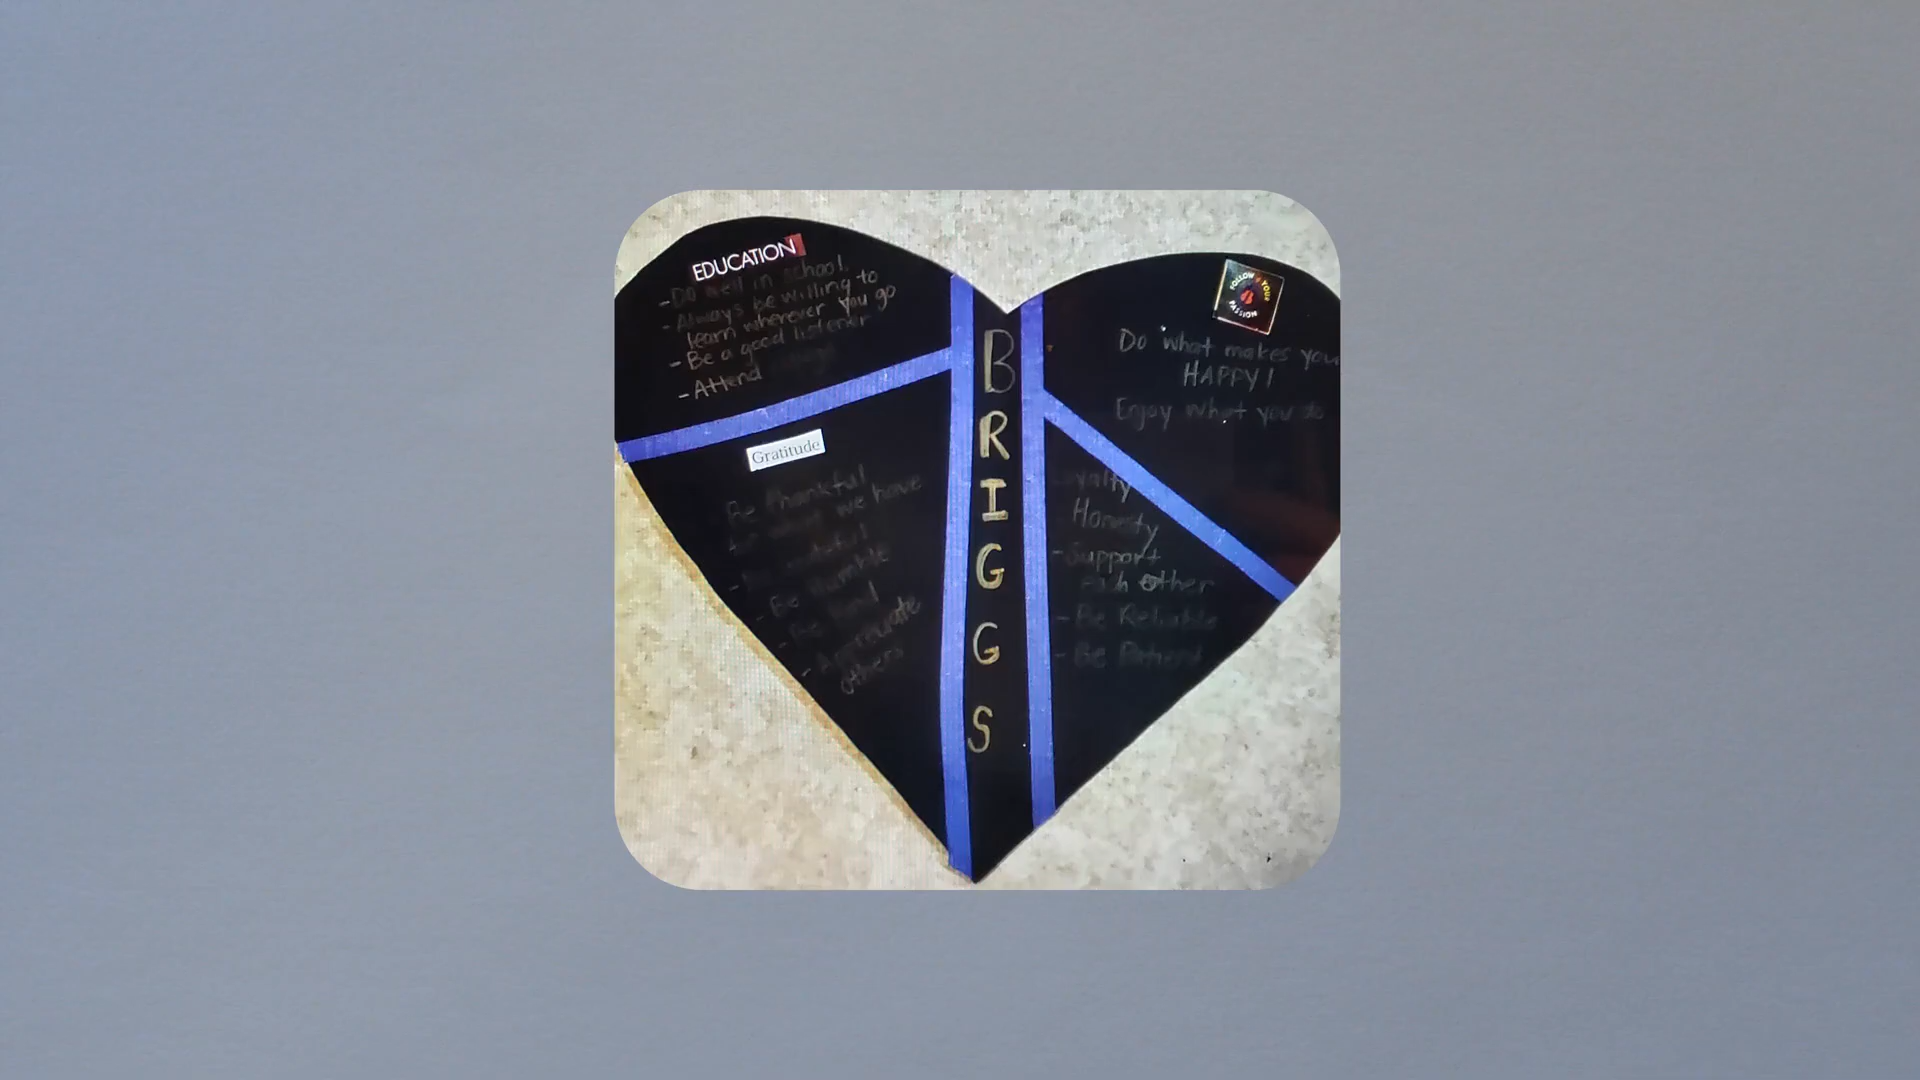 EDUCATION
- Do well in school.
- Always be willing to
learn wherever you go
- Be a good listener
- Attend
Gratitude
Be thankful
what we have
- Be
- Be Humble
- Be kind
- Appreciate
others
B
R
I
G
G
S
FOLLOW YOUR
PASSION
Do what makes you
HAPPY!
Enjoy what you do
Loyalty
Honesty
- Support
each other
- Be Reliable
- Be Patient